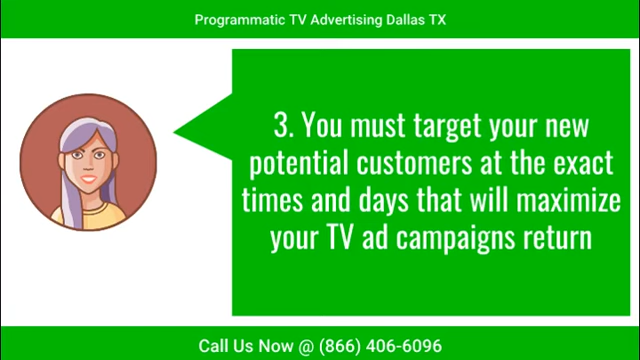 Programmatic TV Advertising Dallas TX
3. You must target your new
potential customers at the exact
times and days that will maximize
your TV ad campaigns return
Call Us Now @ (866) 406-6096